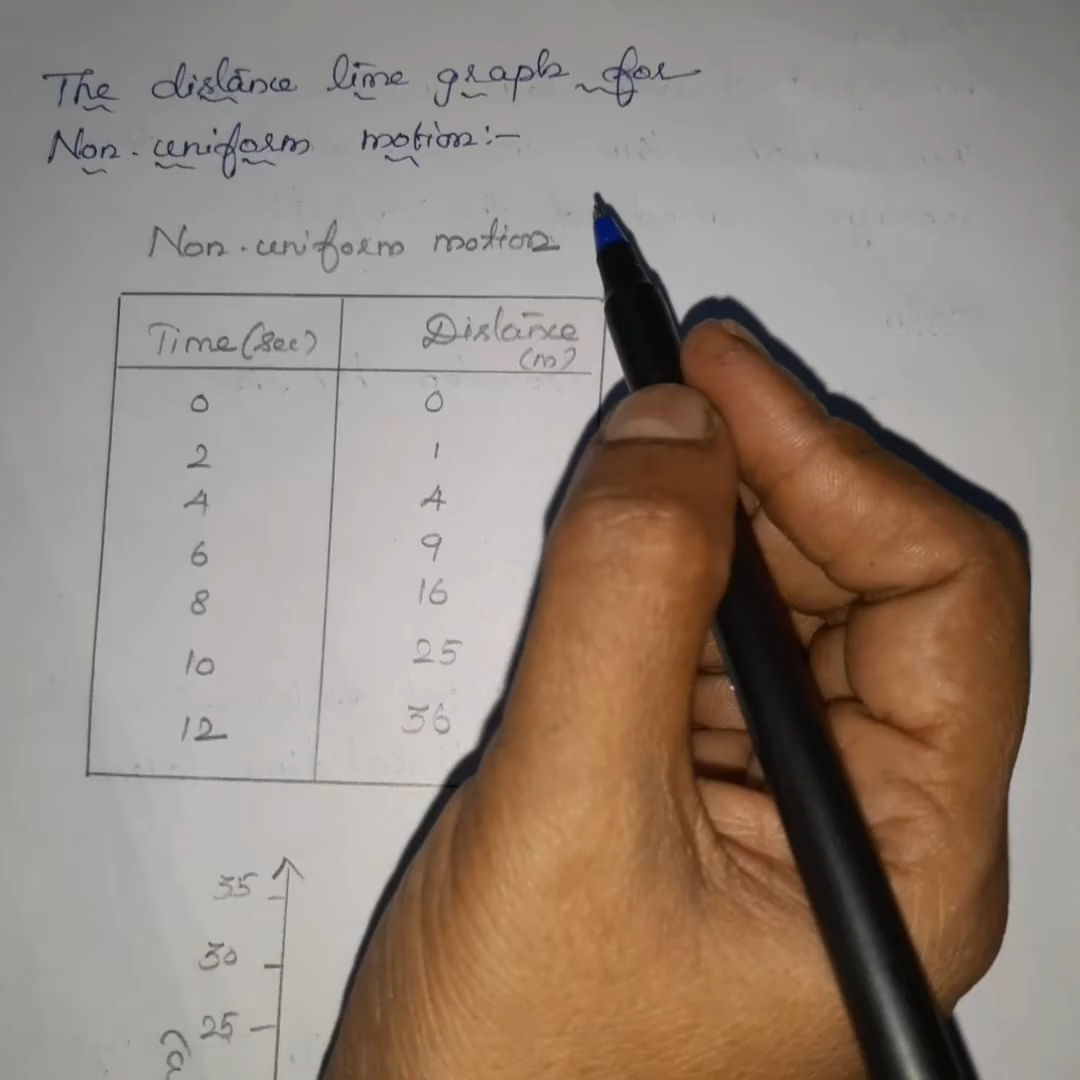 The distance time graph for
Non-uniform motion:-
Non-uniform motion
Time(sec) Distance (m)
0 0
2 1
4 4
6 9
8 16
10 25
12 36
35
30
25